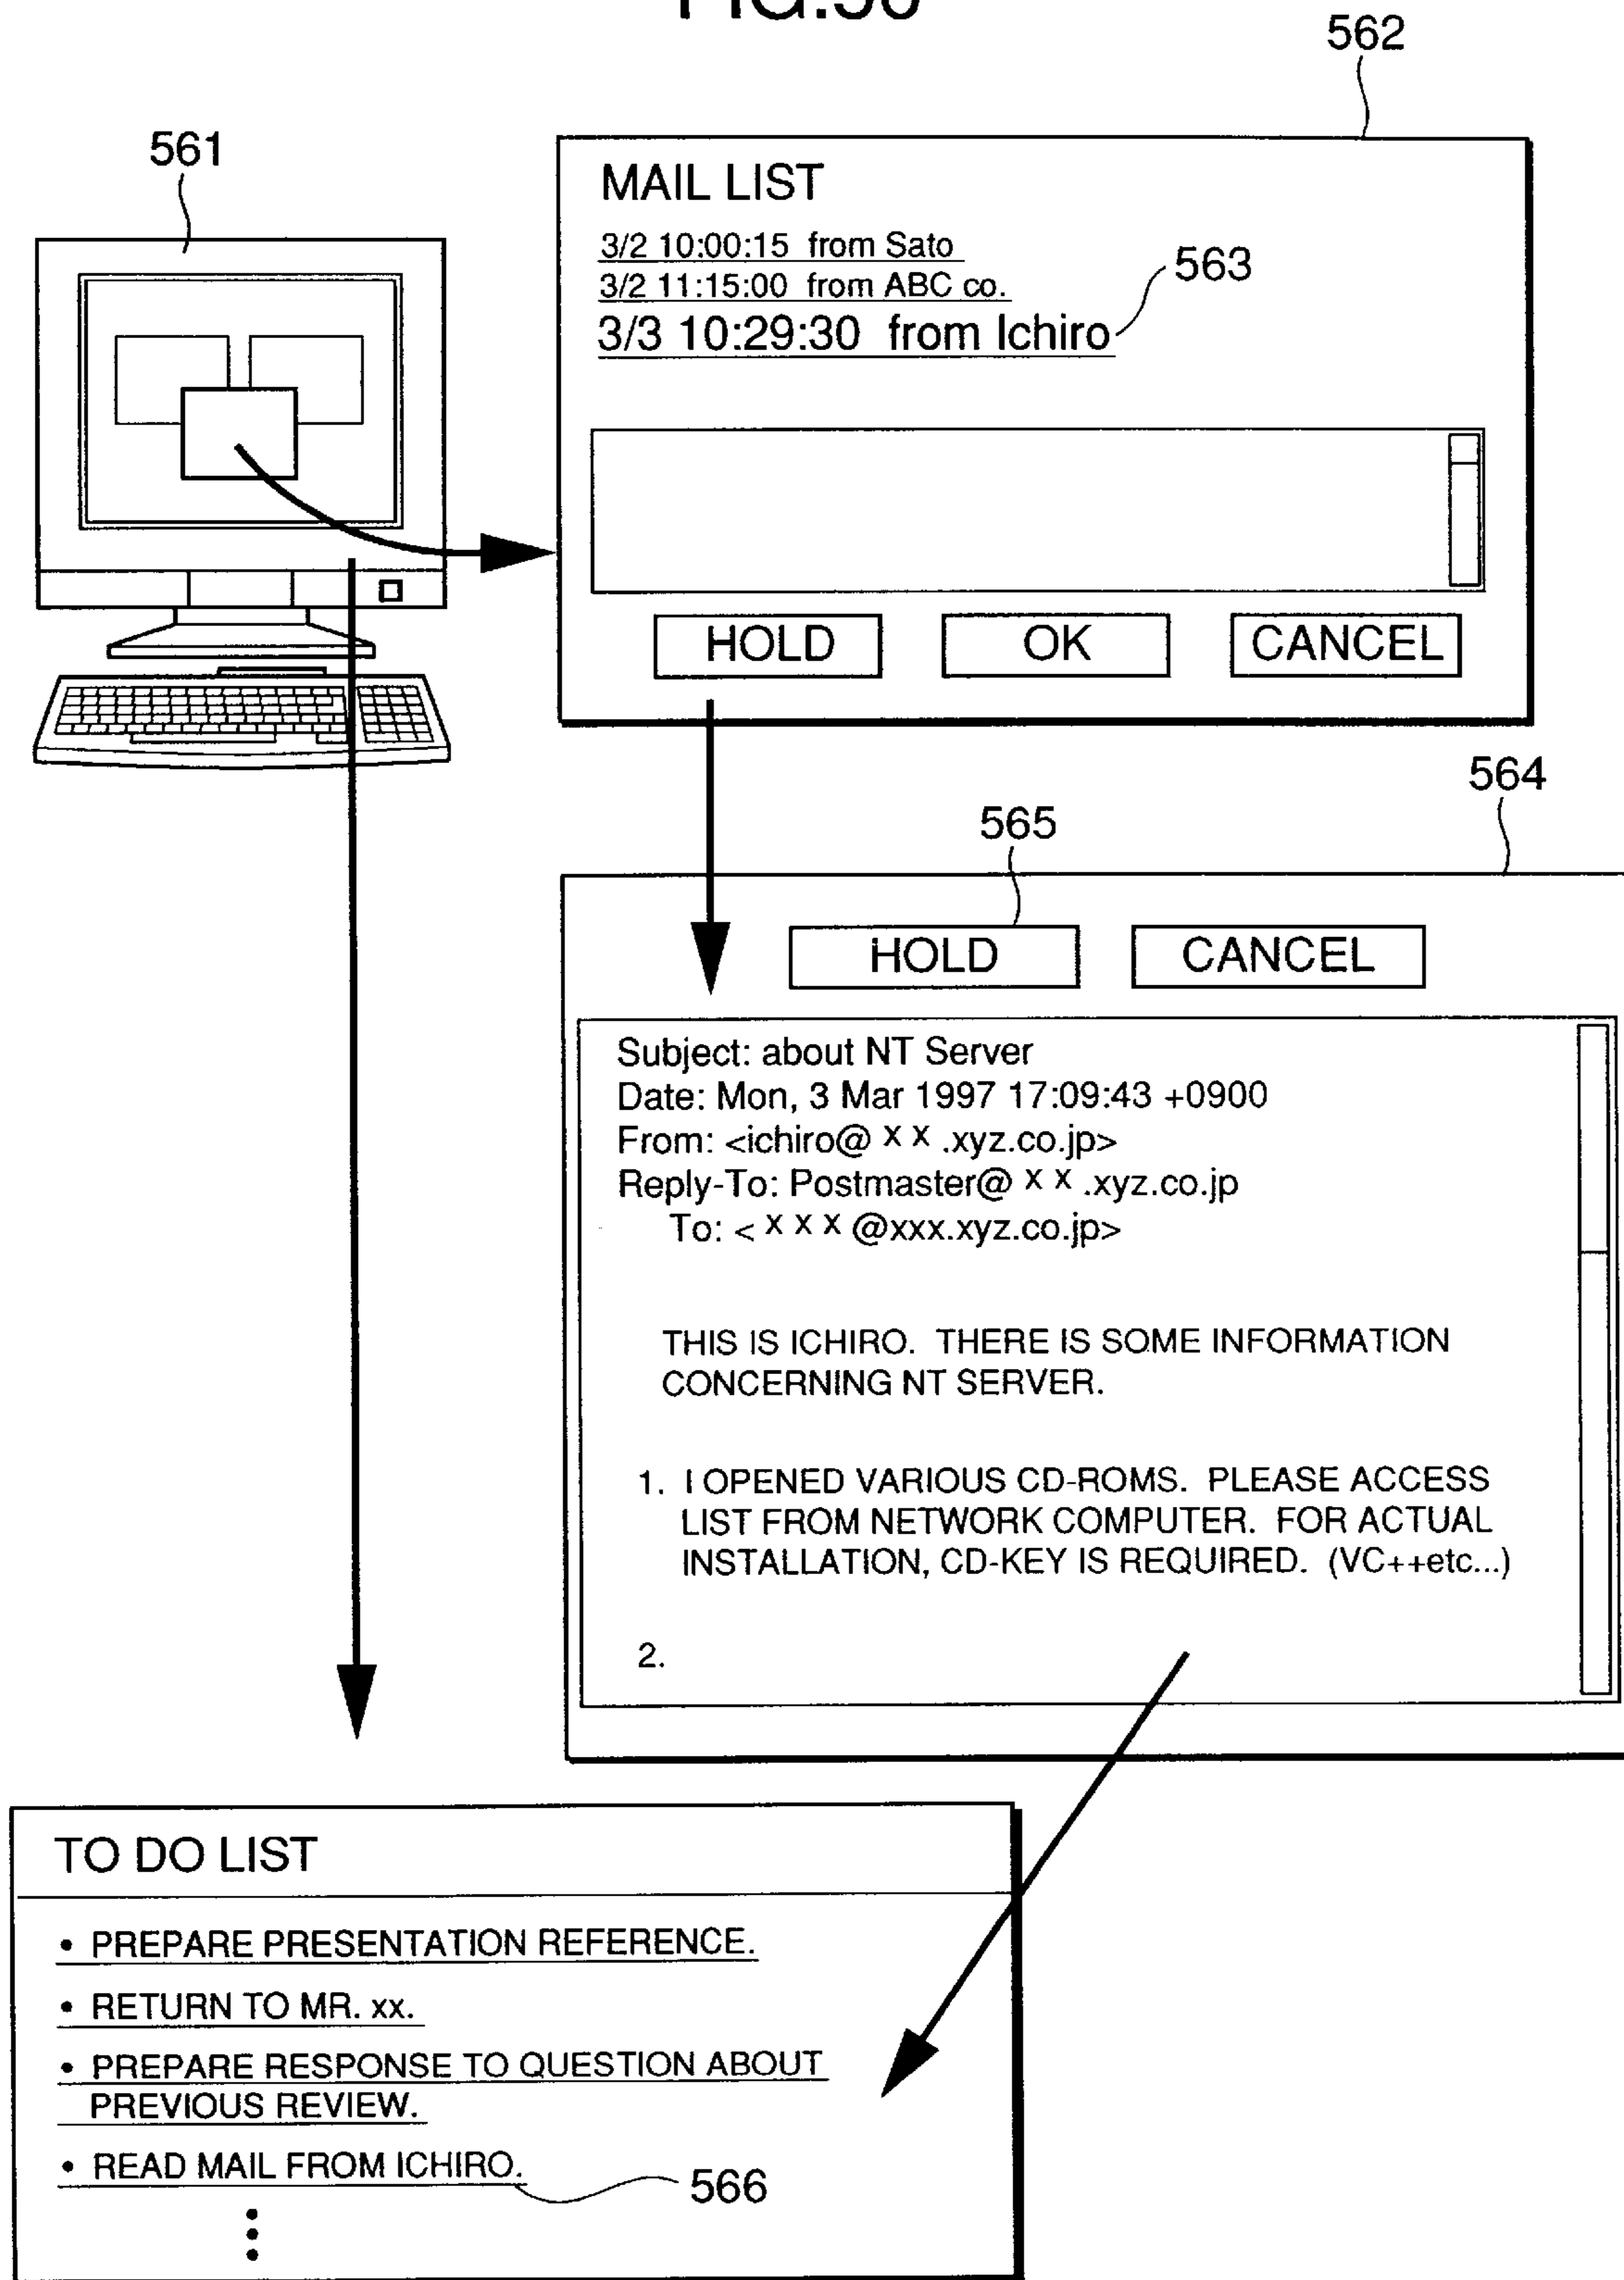 562
561
MAIL LIST
3/2 10:00:15 from Sato
3/2 11:15:00 from ABC co.
563
3/3 10:29:30 from Ichiro
HOLD OK CANCEL
564
565
HOLD CANCEL
Subject: about NT Server
Date: Mon, 3 Mar 1997 17:09:43 +0900
From: <ichiro@ x x .xyz.co.jp>
Reply-To: Postmaster@ x x .xyz.co.jp
To: < x x x @xxx.xyz.co.jp>
THIS IS ICHIRO. THERE IS SOME INFORMATION
CONCERNING NT SERVER.
1. I OPENED VARIOUS CD-ROMS. PLEASE ACCESS
LIST FROM NETWORK COMPUTER. FOR ACTUAL
INSTALLATION, CD-KEY IS REQUIRED. (VC++etc...)
2.
TO DO LIST
• PREPARE PRESENTATION REFERENCE.
• RETURN TO MR. xx.
• PREPARE RESPONSE TO QUESTION ABOUT
PREVIOUS REVIEW.
• READ MAIL FROM ICHIRO.
566